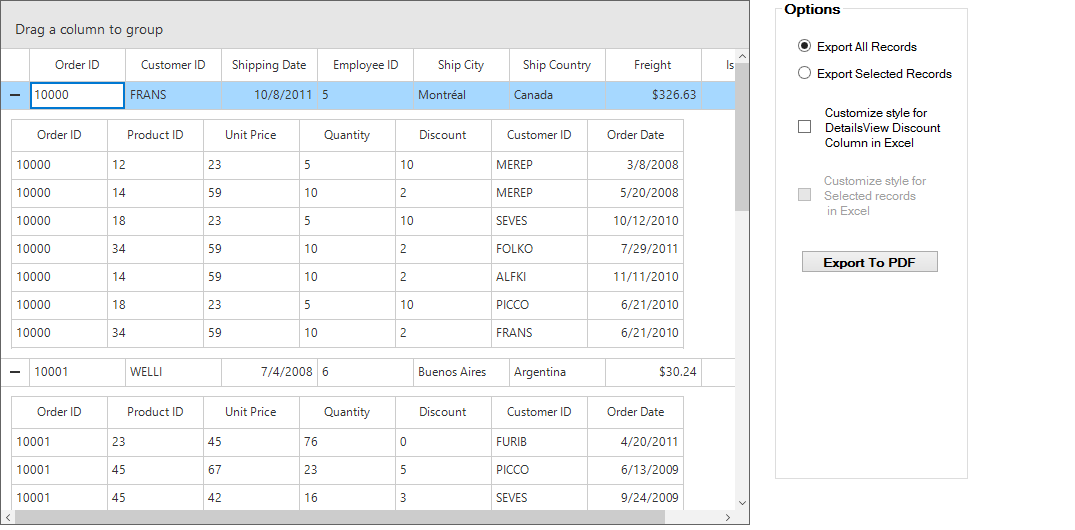 Drag a column to group
Order ID Customer ID Shipping Date Employee ID Ship City Ship Country Freight Is
10000 FRANS 10/8/2011 5 Montréal Canada $326.63
Order ID Product ID Unit Price Quantity Discount Customer ID Order Date
10000 12 23 5 10 MEREP 3/8/2008
10000 14 59 10 2 MEREP 5/20/2008
10000 18 23 5 10 SEVES 10/12/2010
10000 34 59 10 2 FOLKO 7/29/2011
10000 14 59 10 2 ALFKI 11/11/2010
10000 18 23 5 10 PICCO 6/21/2010
10000 34 59 10 2 FRANS 6/21/2010
10001 WELLI 7/4/2008 6 Buenos Aires Argentina $30.24
Order ID Product ID Unit Price Quantity Discount Customer ID Order Date
10001 23 45 76 0 FURIB 4/20/2011
10001 45 67 23 5 PICCO 6/13/2009
10001 45 42 16 3 SEVES 9/24/2009
Options
Export All Records
Export Selected Records
Customize style for
DetailsView Discount
Column in Excel
Customize style for
Selected records
in Excel
Export To PDF